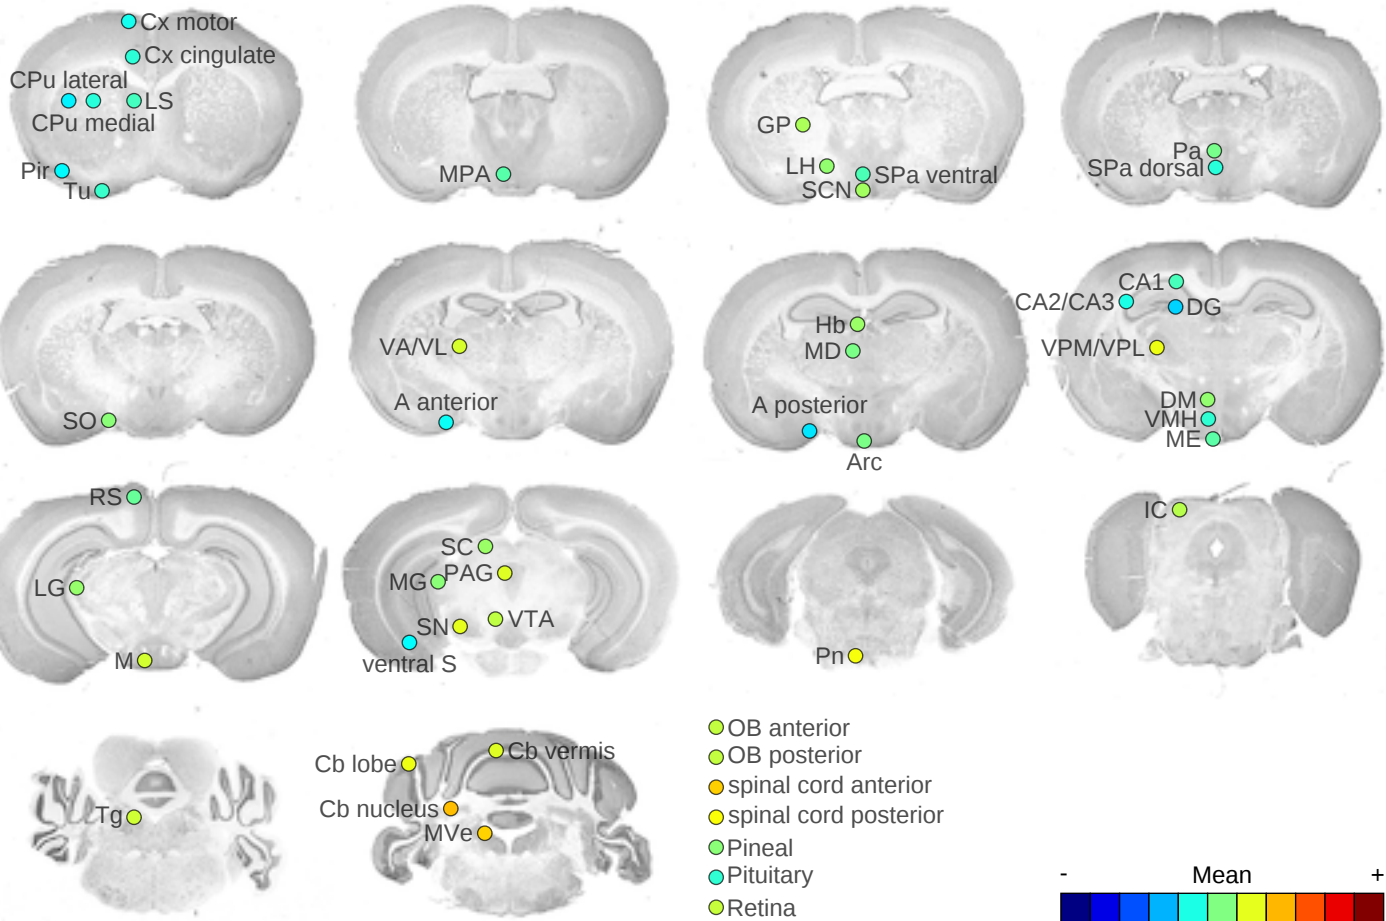 Cx motor
Cx cingulate
CPu lateral
LS
CPu medial
Pir
Tu
MPA
GP
LH
SPa ventral
SCN
Pa
SPa dorsal
SO
VA/VL
A anterior
Hb
MD
A posterior
Arc
CA1
CA2/CA3
DG
VPM/VPL
DM
VMH
ME
RS
LG
M
SC
MG
PAG
SN
VTA
ventral S
Pn
IC
Tg
Cb lobe
Cb vermis
Cb nucleus
MVe
OB anterior
OB posterior
spinal cord anterior
spinal cord posterior
Pineal
Pituitary
Retina
- Mean +